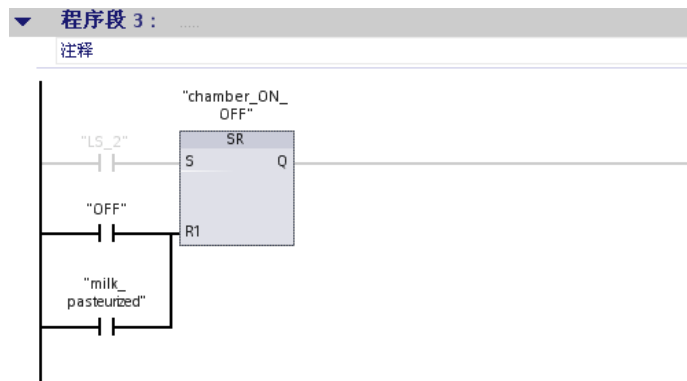 程序段 3： .....
注释
"chamber_ON_
OFF"
"LS_2"
SR
S
Q
"OFF"
R1
"milk_
pasteurized"